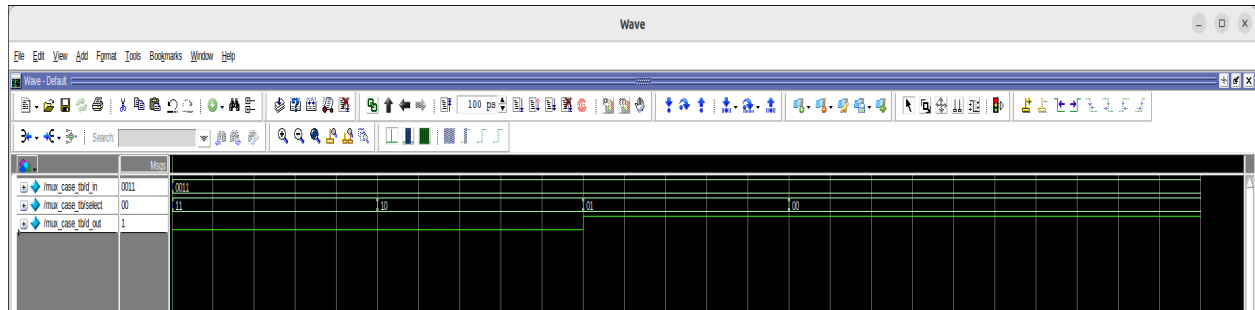 Wave
File Edit View Add Format Tools Bookmarks Window Help
Wave - Default
100 ps
Search:
Msgs
/mux_case_tb/d_in 0011 0011
/mux_case_tb/select 00 11 10 01 00
/mux_case_tb/d_out 1